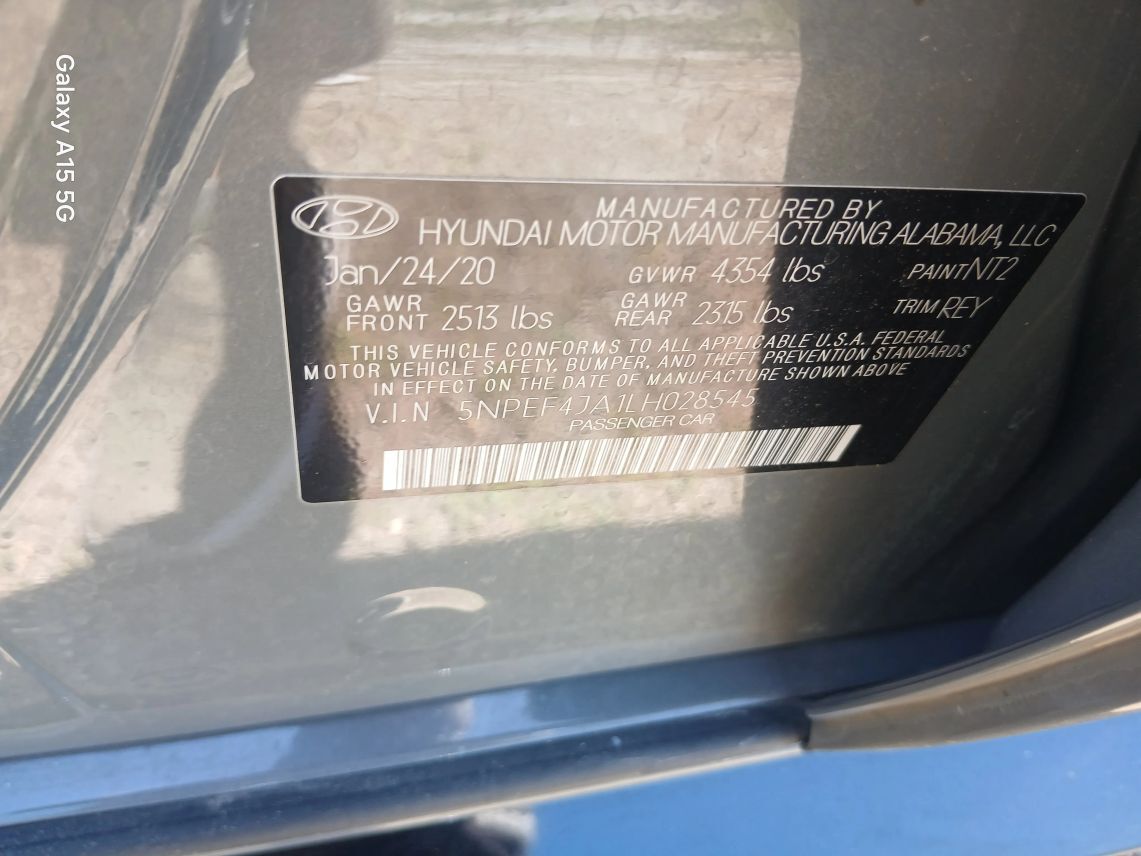 Galaxy A15 5G
MANUFACTURED BY
HYUNDAI MOTOR MANUFACTURING ALABAMA, LLC
Jan/24/20 GVWR 4354 lbs PAINT NT2
GAWR FRONT 2513 lbs GAWR REAR 2315 lbs TRIM REY
THIS VEHICLE CONFORMS TO ALL APPLICABLE U.S.A. FEDERAL
MOTOR VEHICLE SAFETY, BUMPER, AND THEFT PREVENTION STANDARDS
IN EFFECT ON THE DATE OF MANUFACTURE SHOWN ABOVE
V.I.N 5NPEF4JA1LH028545
PASSENGER CAR